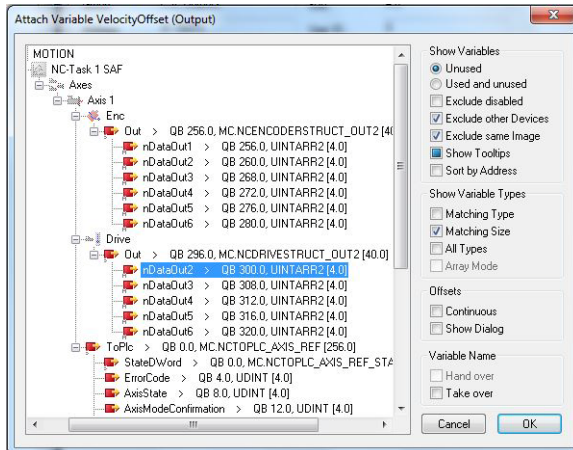 Attach Variable VelocityOffset (Output)
MOTION
NC-Task 1 SAF
Axes
Axis 1
Enc
Out > QB 256.0, MC.NCENCODERSTRUCT_OUT2 [40
nDataOut1 > QB 256.0, UINTARR2 [4.0]
nDataOut2 > QB 260.0, UINTARR2 [4.0]
nDataOut3 > QB 268.0, UINTARR2 [4.0]
nDataOut4 > QB 272.0, UINTARR2 [4.0]
nDataOut5 > QB 276.0, UINTARR2 [4.0]
nDataOut6 > QB 280.0, UINTARR2 [4.0]
Drive
Out > QB 296.0, MC.NCDRIVESTRUCT_OUT2 [40.0]
nDataOut2 > QB 300.0, UINTARR2 [4.0]
nDataOut3 > QB 308.0, UINTARR2 [4.0]
nDataOut4 > QB 312.0, UINTARR2 [4.0]
nDataOut5 > QB 316.0, UINTARR2 [4.0]
nDataOut6 > QB 320.0, UINTARR2 [4.0]
ToPlc > QB 0.0, MC.NCTOPLC_AXIS_REF [256.0]
StateDWord > QB 0.0, MC.NCTOPLC_AXIS_REF_STA
ErrorCode > QB 4.0, UDINT [4.0]
AxisState > QB 8.0, UDINT [4.0]
AxisModeConfirmation > QB 12.0, UDINT [4.0]
Show Variables
Unused
Used and unused
Exclude disabled
Exclude other Devices
Exclude same Image
Show Tooltips
Sort by Address
Show Variable Types
Matching Type
Matching Size
All Types
Array Mode
Offsets
Continuous
Show Dialog
Variable Name
Hand over
Take over
Cancel
OK